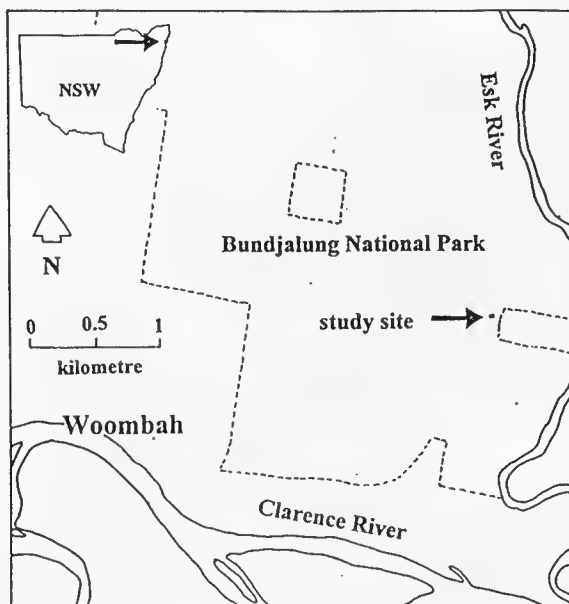 NSW
Esk River
N
Bundjalung National Park
study site
0 0.5 1
kilometre
Woombah
Clarence River